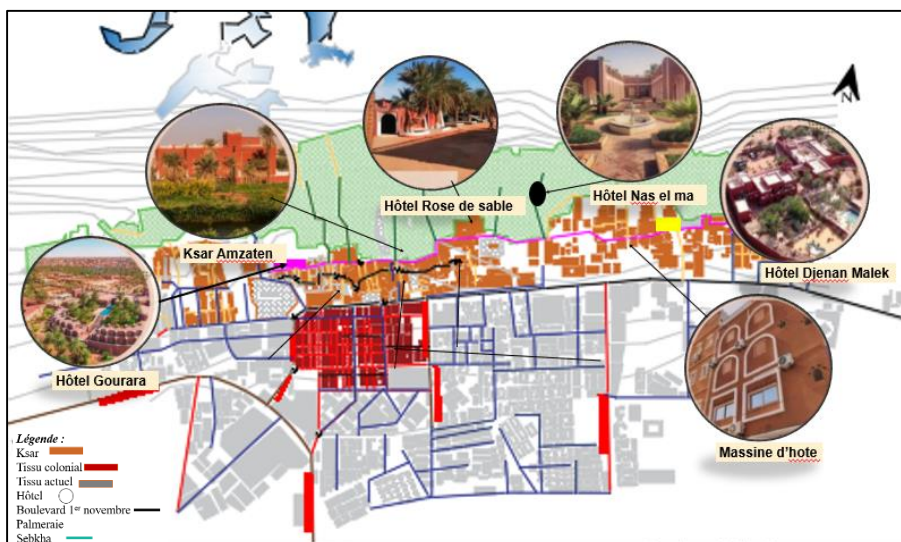 N
Hôtel Nas el ma
Hôtel Rose de sable
Ksar Amzaten
Hôtel Djenan Malek
Hôtel Gourara
Massine d’hote
Légende :
Ksar
Tissu colonial
Tissu actuel
Hôtel
Boulevard 1er novembre
Palmeraie
Sebkha